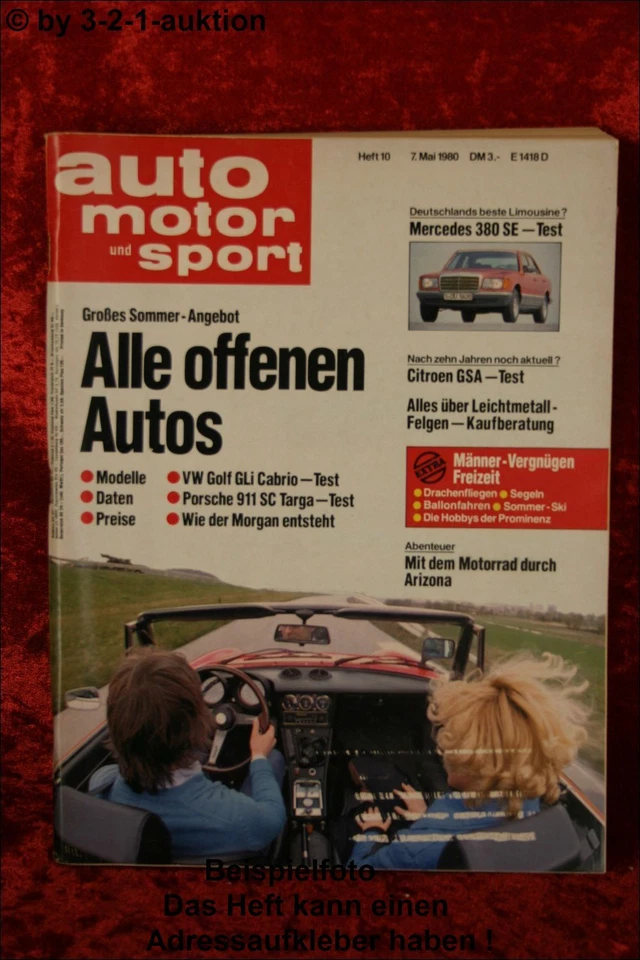 © by 3-2-1-auktion
auto
motor
und sport
Heft 10 7. Mai 1980 DM 3.- E 1418 D
Deutschlands beste Limousine?
Mercedes 380 SE – Test
Großes Sommer-Angebot
Alle offenen
Autos
Nach zehn Jahren noch aktuell?
Citroen GSA – Test
Alles über Leichtmetall-
Felgen – Kaufberatung
● Modelle
● Daten
● Preise
● VW Golf GLi Cabrio – Test
● Porsche 911 SC Targa – Test
● Wie der Morgan entsteht
EXTRA
Männer-Vergnügen
Freizeit
● Drachenfliegen ● Segeln
● Ballonfahren ● Sommer-Ski
● Die Hobbys der Prominenz
Abenteuer
Mit dem Motorrad durch
Arizona
Beispielfoto
Das Heft kann einen
Adressaufkleber haben !